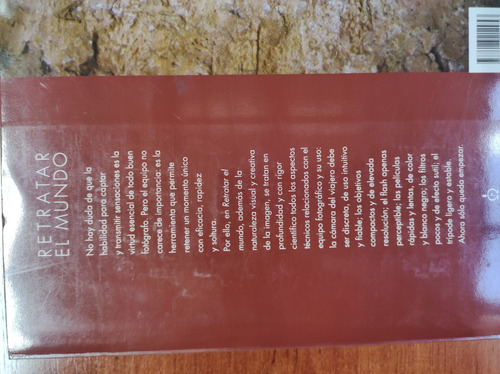 RETRATAR
EL MUNDO
No hay duda de que la
habilidad para captar
y transmitir sensaciones es la
virtud esencial de todo buen
fotógrafo. Pero el equipo no
carece de importancia: es la
herramienta que permite
retener un momento único
con eficacia, rapidez
y soltura.
Por ello, en Retratar el
mundo, además de la
naturaleza visual y creativa
de la imagen, se tratan en
profundidad y con rigor
científico todos los aspectos
técnicos relacionados con el
equipo fotográfico y su uso:
la cámara del viajero debe
ser discreta, de uso intuitivo
y fiable; los objetivos
compactos y de elevada
resolución; el flash apenas
perceptible; las películas
rápidas y lentas, de color
y blanco negro; los filtros
pocos y de efecto sutil; el
trípode ligero y estable.
Ahora sólo queda empezar.